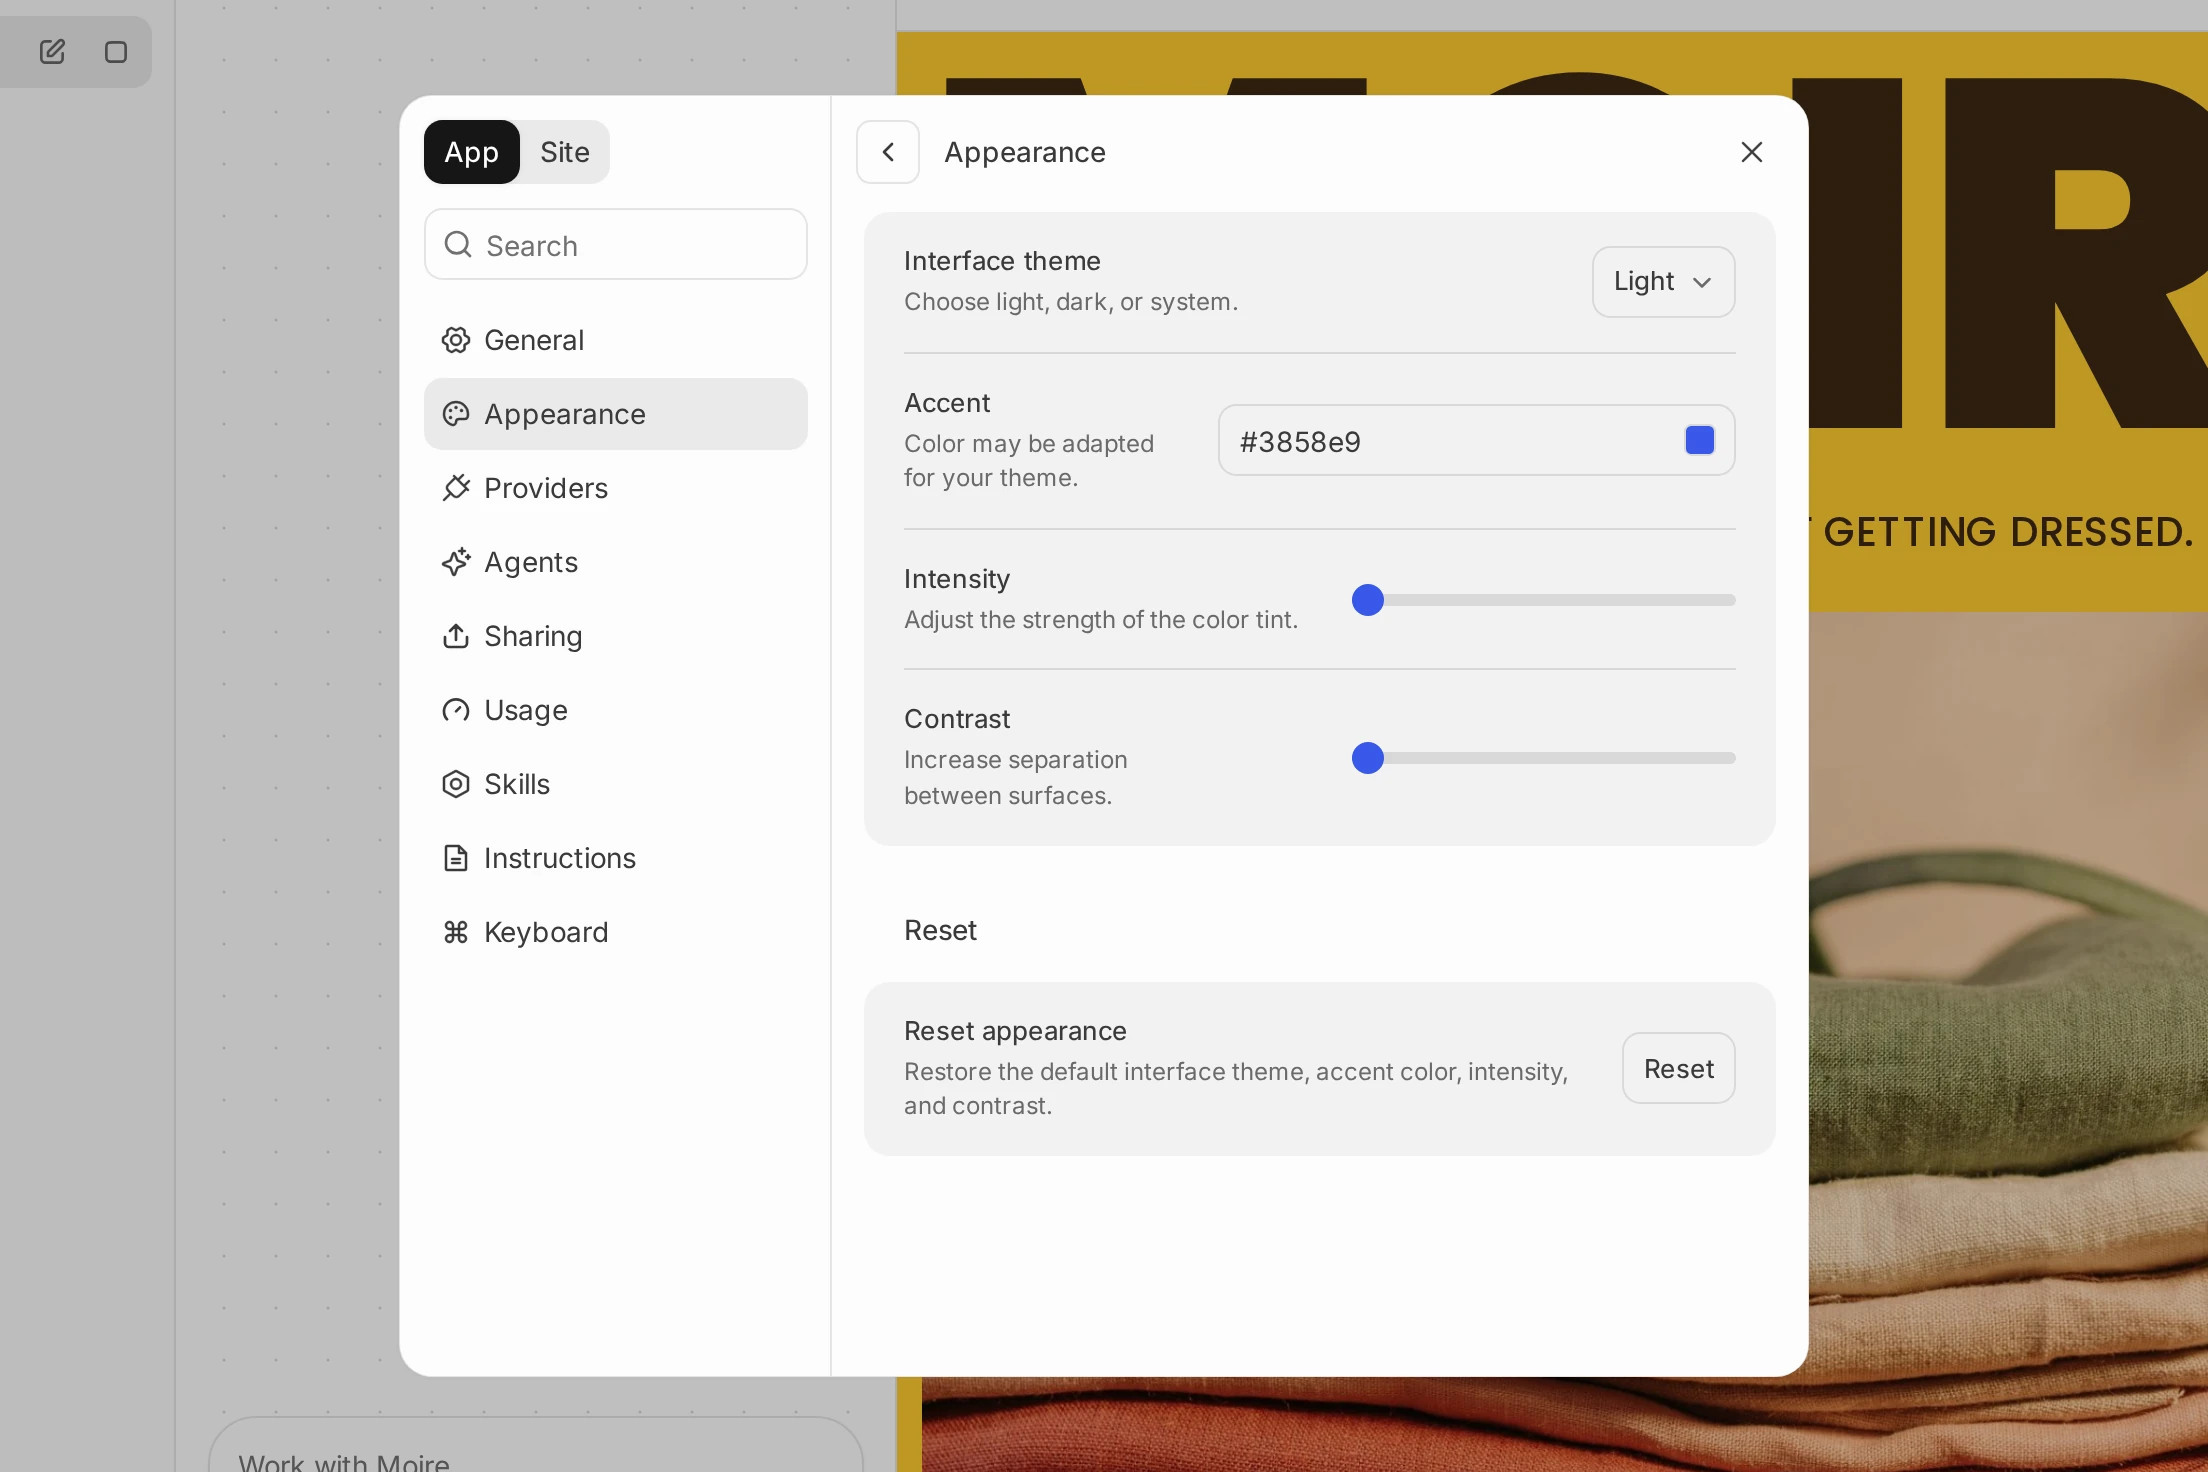 App
Site
Search
General
Appearance
Providers
Agents
Sharing
Usage
Skills
Instructions
Keyboard
Appearance
Interface theme
Choose light, dark, or system.
Light
Accent
Color may be adapted
for your theme.
#3858e9
Intensity
Adjust the strength of the color tint.
Contrast
Increase separation
between surfaces.
Reset
Reset appearance
Restore the default interface theme, accent color, intensity,
and contrast.
Reset
GETTING DRESSED.
Work with Moire